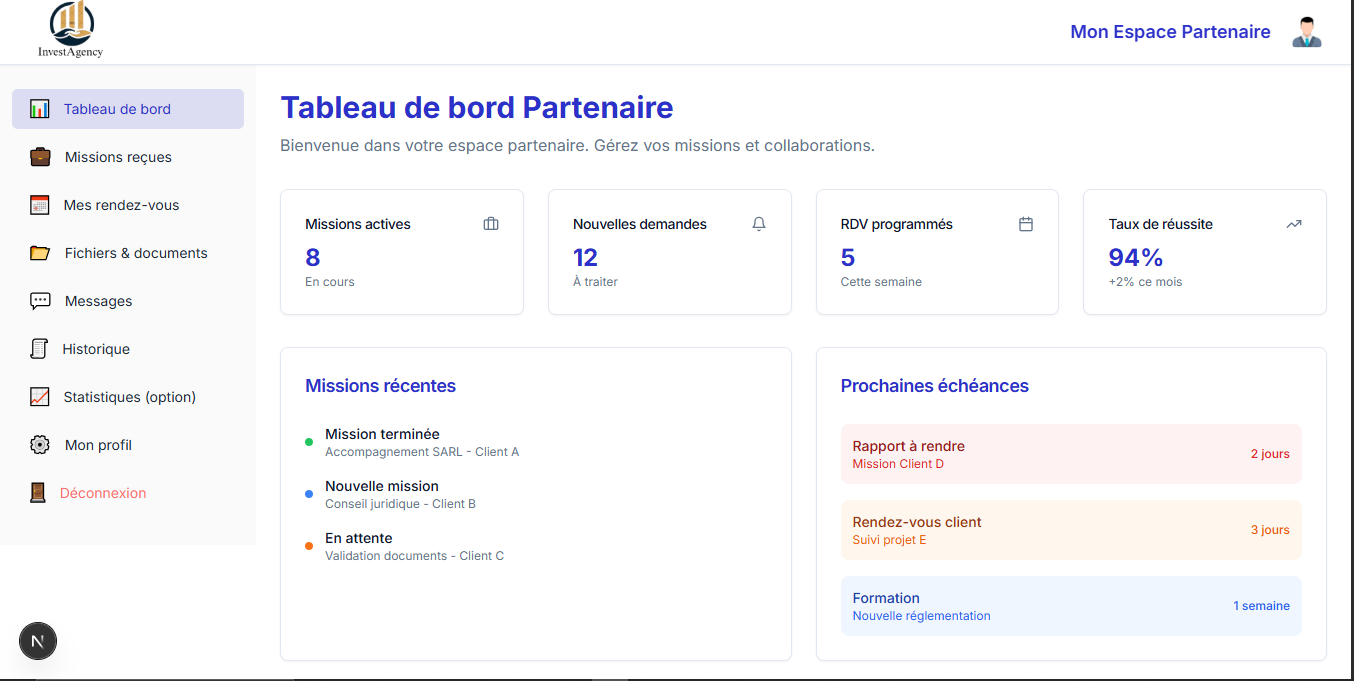 InvestAgency
Mon Espace Partenaire
Tableau de bord
Missions reçues
Mes rendez-vous
Fichiers & documents
Messages
Historique
Statistiques (option)
Mon profil
Déconnexion
N
Tableau de bord Partenaire
Bienvenue dans votre espace partenaire. Gérez vos missions et collaborations.
Missions actives
8
En cours
Nouvelles demandes
12
À traiter
RDV programmés
5
Cette semaine
Taux de réussite
94%
+2% ce mois
Missions récentes
Mission terminée
Accompagnement SARL - Client A
Nouvelle mission
Conseil juridique - Client B
En attente
Validation documents - Client C
Prochaines échéances
Rapport à rendre
Mission Client D
2 jours
Rendez-vous client
Suivi projet E
3 jours
Formation
Nouvelle réglementation
1 semaine